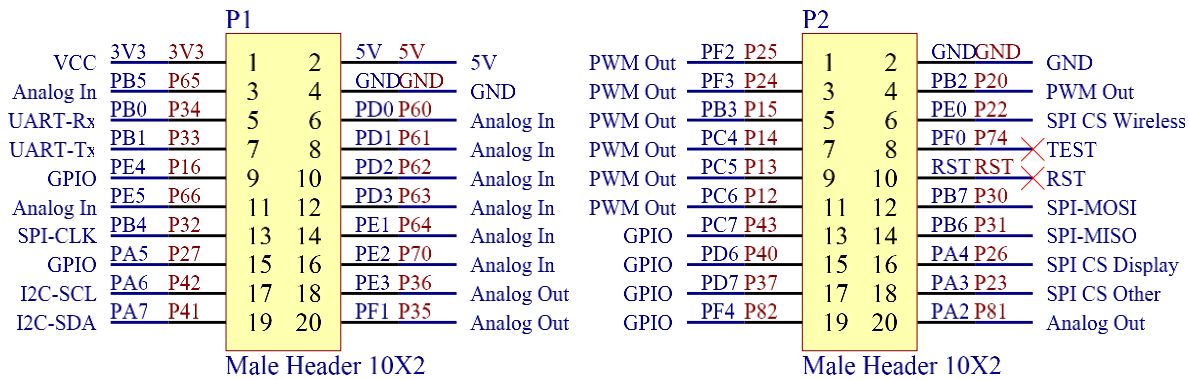 P1 P2
3V3 3V3 5V 5V PF2 P25 GND GND
VCC 1 2 5V PWM Out 1 2 GND
PB5 P65 GND GND PF3 P24 PB2 P20
Analog In 3 4 GND PWM Out 3 4 PWM Out
PB0 P34 PD0 P60 PB3 P15 PE0 P22
UART-Rx 5 6 Analog In PWM Out 5 6 SPI CS Wireless
PB1 P33 PD1 P61 PC4 P14 PF0 P74
UART-Tx 7 8 Analog In PWM Out 7 8 TEST
PE4 P16 PD2 P62 PC5 P13 RST RST
GPIO 9 10 Analog In PWM Out 9 10 RST
PE5 P66 PD3 P63 PC6 P12 PB7 P30
Analog In 11 12 Analog In PWM Out 11 12 SPI-MOSI
PB4 P32 PE1 P64 PC7 P43 PB6 P31
SPI-CLK 13 14 Analog In GPIO 13 14 SPI-MISO
PA5 P27 PE2 P70 PD6 P40 PA4 P26
GPIO 15 16 Analog In GPIO 15 16 SPI CS Display
PA6 P42 PE3 P36 PD7 P37 PA3 P23
I2C-SCL 17 18 Analog Out GPIO 17 18 SPI CS Other
PA7 P41 PF1 P35 PF4 P82 PA2 P81
I2C-SDA 19 20 Analog Out GPIO 19 20 Analog Out
Male Header 10X2 Male Header 10X2